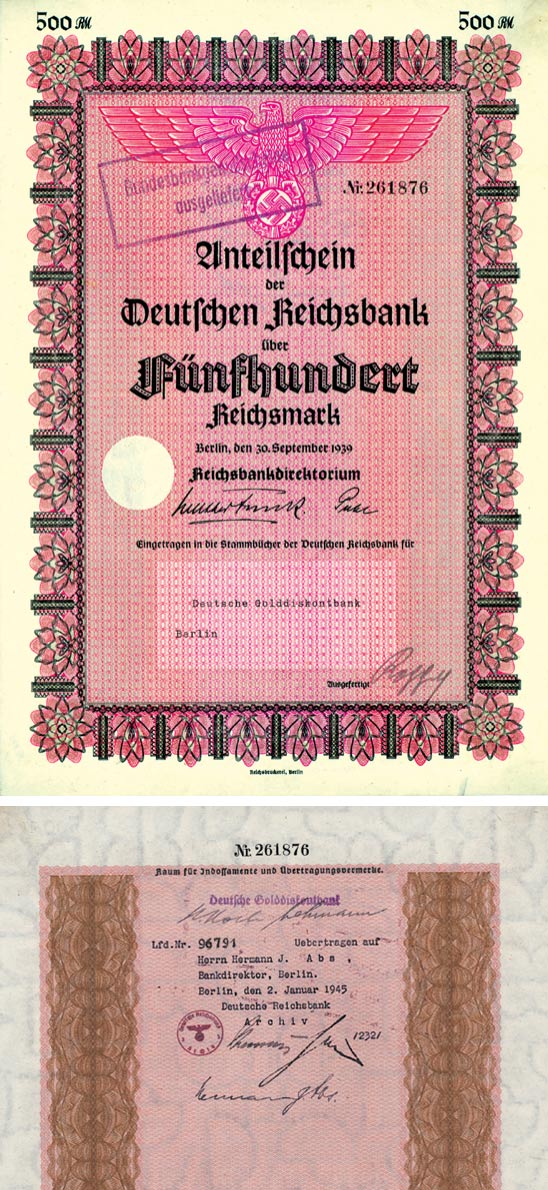 500 RM 500 RM
Bundesbankgenußrechte
ausgeliefert
Nr. 261876
Anteilschein
der
Deutschen Reichsbank
über
Fünfhundert
Reichsmark
Berlin, den 30. September 1939
Reichsbankdirektorium
Eingetragen in die Stammbücher der Deutschen Reichsbank für
Deutsche Golddiskontbank
Berlin
Ausgefertigt:
Reichsdruckerei, Berlin
Nr. 261876
Raum für Indossamente und Übertragungsvermerke.
Deutsche Golddiskontbank
Lfd.Nr. 96791 Uebertragen auf
Herrn Hermann J. A b s ,
Bankdirektor, Berlin.
Berlin, den 2. Januar 1945
Deutsche Reichsbank
A r c h i v
12321